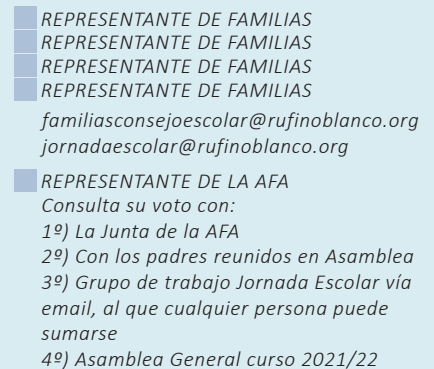 REPRESENTANTE DE FAMILIAS
REPRESENTANTE DE FAMILIAS
REPRESENTANTE DE FAMILIAS
REPRESENTANTE DE FAMILIAS
familiasconsejoescolar@rufinoblanco.org
jornadaescolar@rufinoblanco.org
REPRESENTANTE DE LA AFA
Consulta su voto con:
1º) La Junta de la AFA
2º) Con los padres reunidos en Asamblea
3º) Grupo de trabajo Jornada Escolar vía
email, al que cualquier persona puede
sumarse
4º) Asamblea General curso 2021/22